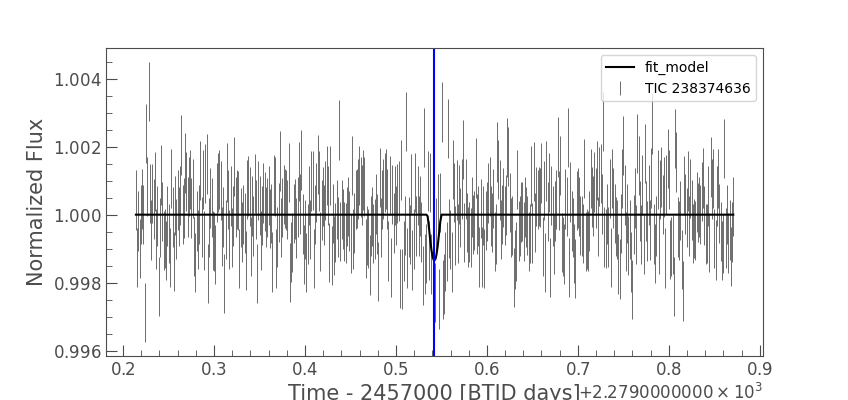 fit_model
TIC 238374636
Normalized Flux
1.004
1.002
1.000
0.998
0.996
0.2 0.3 0.4 0.5 0.6 0.7 0.8 0.9
Time - 2457000 [BTJD days]
+2.2790000000 × 10³